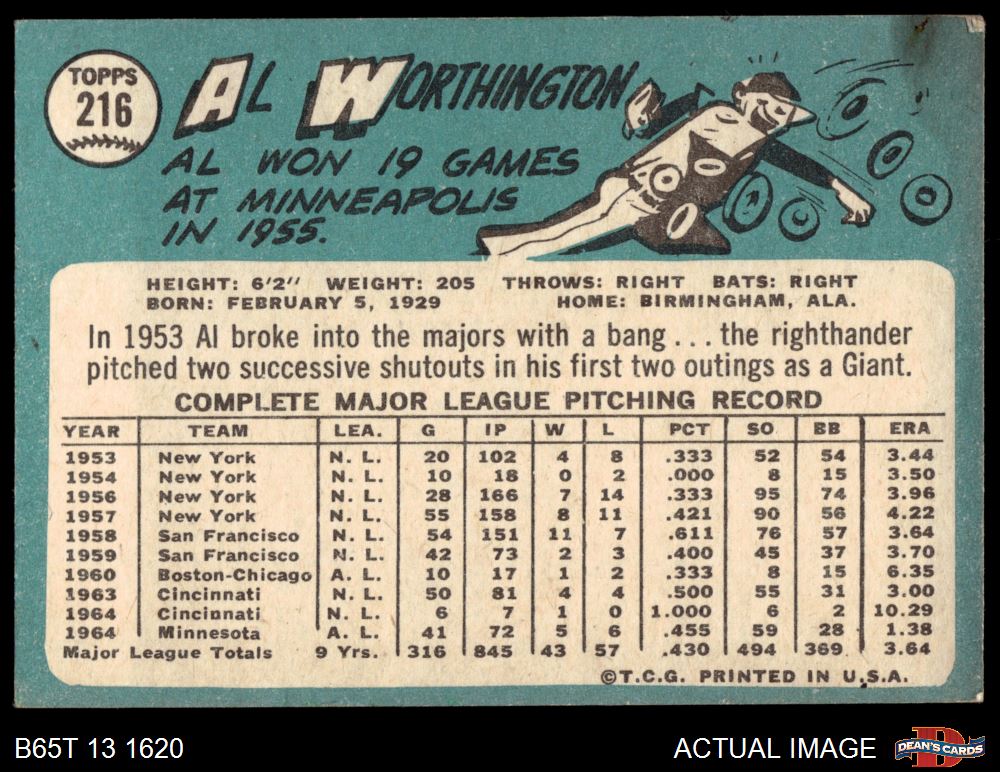 TOPPS
216
AL WORTHINGTON
AL WON 19 GAMES
AT MINNEAPOLIS
IN 1955.
HEIGHT: 6'2" WEIGHT: 205 THROWS: RIGHT BATS: RIGHT
BORN: FEBRUARY 5, 1929 HOME: BIRMINGHAM, ALA.
In 1953 Al broke into the majors with a bang . . . the righthander
pitched two successive shutouts in his first two outings as a Giant.
COMPLETE MAJOR LEAGUE PITCHING RECORD
YEAR TEAM LEA. G IP W L PCT SO BB ERA
1953 New York N. L. 20 102 4 8 .333 52 54 3.44
1954 New York N. L. 10 18 0 2 .000 8 15 3.50
1956 New York N. L. 28 166 7 14 .333 95 74 3.96
1957 New York N. L. 55 158 8 11 .421 90 56 4.22
1958 San Francisco N. L. 54 151 11 7 .611 76 57 3.64
1959 San Francisco N. L. 42 73 2 3 .400 45 37 3.70
1960 Boston-Chicago A. L. 10 17 1 2 .333 8 15 6.35
1963 Cincinnati N. L. 50 81 4 4 .500 55 31 3.00
1964 Cincinnati N. L. 6 7 1 0 1.000 6 2 10.29
1964 Minnesota A. L. 41 72 5 6 .455 59 28 1.38
Major League Totals 9 Yrs. 316 845 43 57 .430 494 369 3.64
©T.C.G. PRINTED IN U.S.A.
B65T 13 1620 ACTUAL IMAGE DEAN'S CARDS